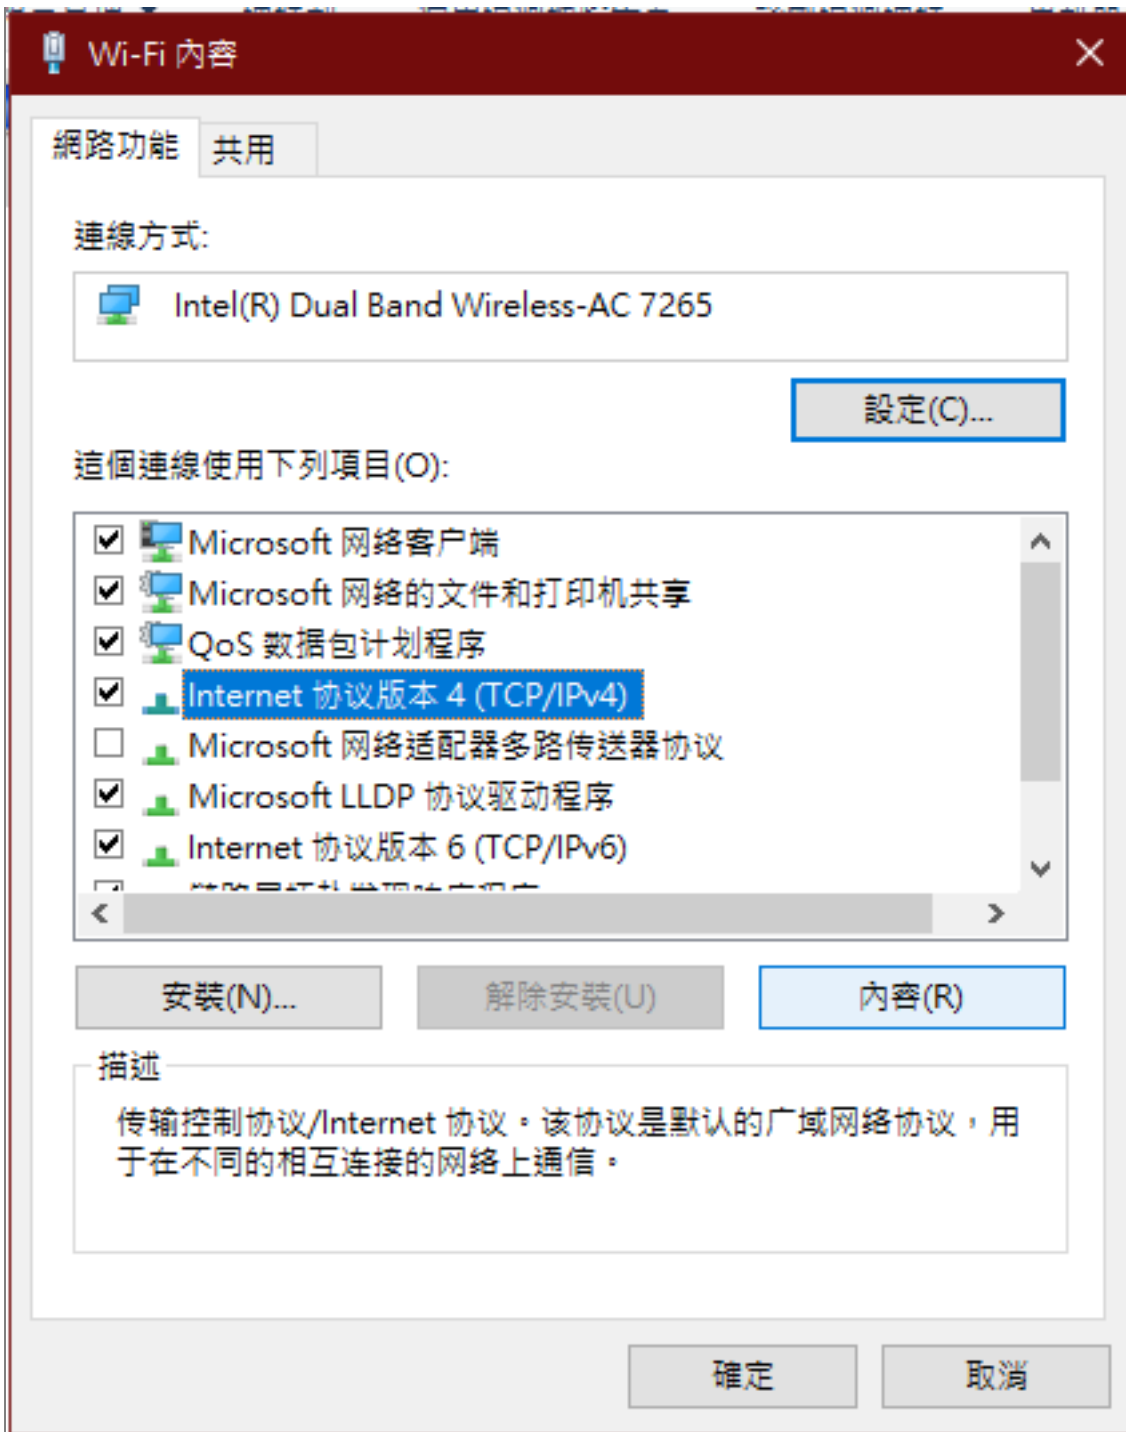 Wi-Fi 內容
網路功能
共用
連線方式:
Intel(R) Dual Band Wireless-AC 7265
設定(C)...
這個連線使用下列項目(O):
Microsoft 网络客户端
Microsoft 网络的文件和打印机共享
QoS 数据包计划程序
Internet 协议版本 4 (TCP/IPv4)
Microsoft 网络适配器多路传送器协议
Microsoft LLDP 协议驱动程序
Internet 协议版本 6 (TCP/IPv6)
安裝(N)...
解除安裝(U)
內容(R)
描述
传输控制协议/Internet 协议。该协议是默认的广域网络协议，用
于在不同的相互连接的网络上通信。
確定
取消